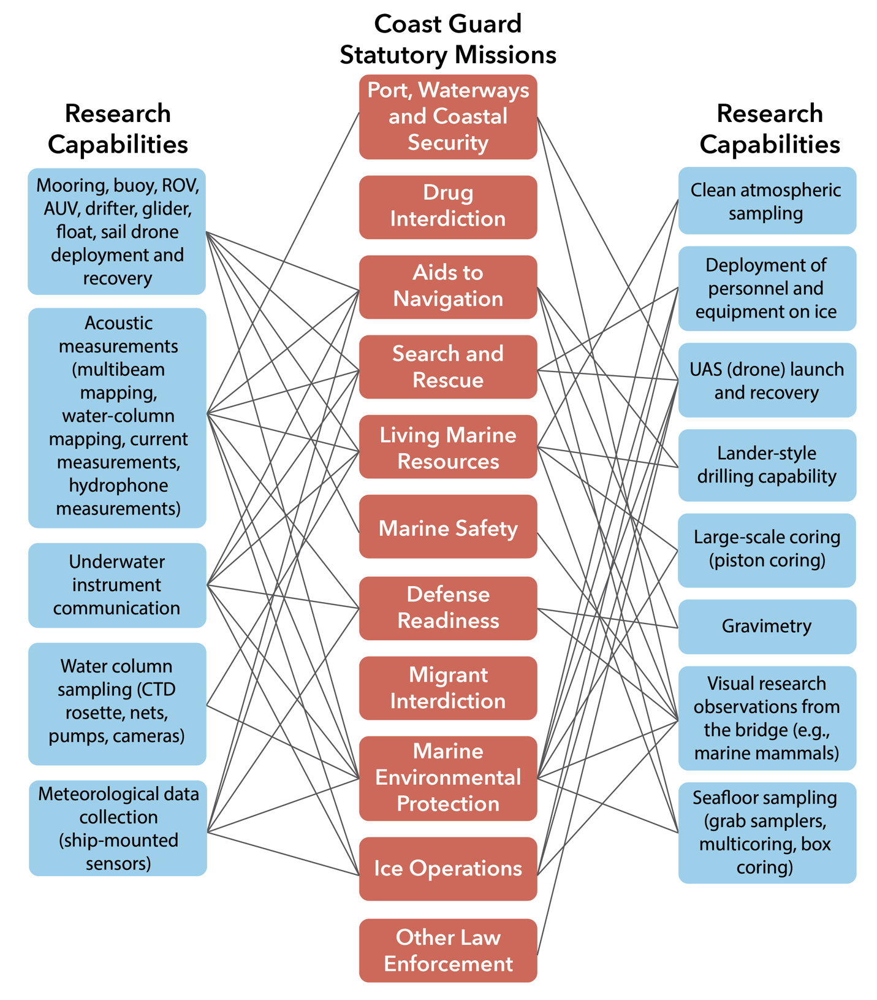 Coast Guard
Statutory Missions
Research
Capabilities
Mooring, buoy, ROV,
AUV, drifter, glider,
float, sail drone
deployment and
recovery
Acoustic
measurements
(multibeam
mapping,
water-column
mapping, current
measurements,
hydrophone
measurements)
Underwater
instrument
communication
Water column
sampling (CTD
rosette, nets,
pumps, cameras)
Meteorological data
collection
(ship-mounted
sensors)
Port, Waterways
and Coastal
Security
Drug
Interdiction
Aids to
Navigation
Search and
Rescue
Living Marine
Resources
Marine Safety
Defense
Readiness
Migrant
Interdiction
Marine
Environmental
Protection
Ice Operations
Other Law
Enforcement
Research
Capabilities
Clean atmospheric
sampling
Deployment of
personnel and
equipment on ice
UAS (drone) launch
and recovery
Lander-style
drilling capability
Large-scale coring
(piston coring)
Gravimetry
Visual research
observations from
the bridge (e.g.,
marine mammals)
Seafloor sampling
(grab samplers,
multicoring, box
coring)